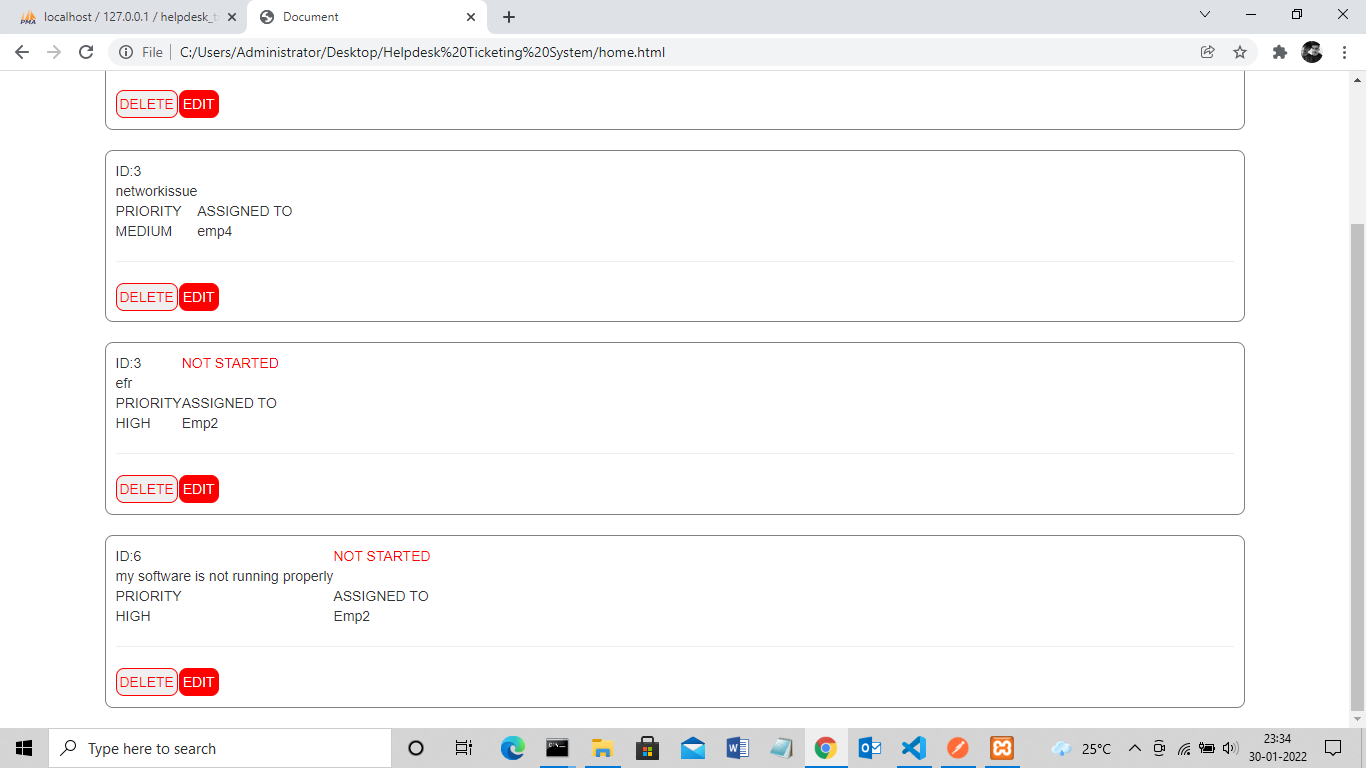 localhost / 127.0.0.1 / helpdesk_t
Document
File
C:/Users/Administrator/Desktop/Helpdesk%20Ticketing%20System/home.html
DELETE EDIT
ID:3
networkissue
PRIORITY ASSIGNED TO
MEDIUM emp4
DELETE EDIT
ID:3 NOT STARTED
efr
PRIORITYASSIGNED TO
HIGH Emp2
DELETE EDIT
ID:6 NOT STARTED
my software is not running properly
PRIORITY ASSIGNED TO
HIGH Emp2
DELETE EDIT
Type here to search
25°C
23:34
30-01-2022